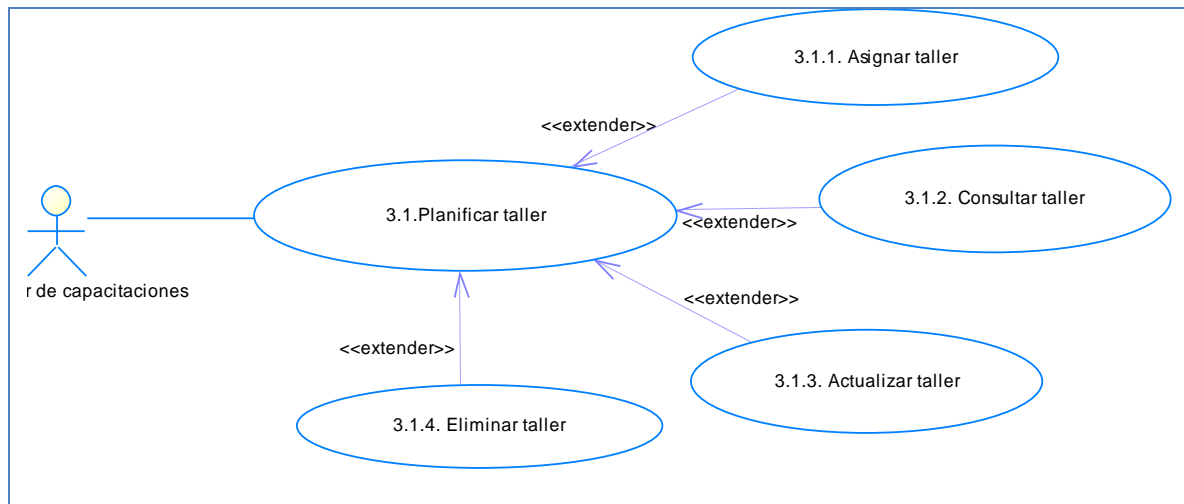 3.1.1. Asignar taller
<<extender>>
3.1.2. Consultar taller
3.1.Planificar taller
<<extender>>
r de capacitaciones
<<extender>>
<<extender>>
3.1.3. Actualizar taller
3.1.4. Eliminar taller